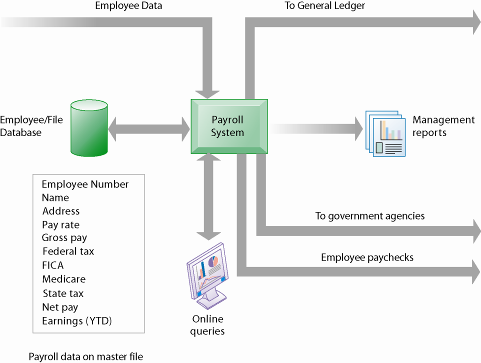 Employee Data
To General Ledger
Employee/File
Database
Payroll
System
Management
reports
Employee Number
Name
Address
Pay rate
Gross pay
Federal tax
FICA
Medicare
State tax
Net pay
Earnings (YTD)
To government agencies
Employee paychecks
Online
queries
Payroll data on master file